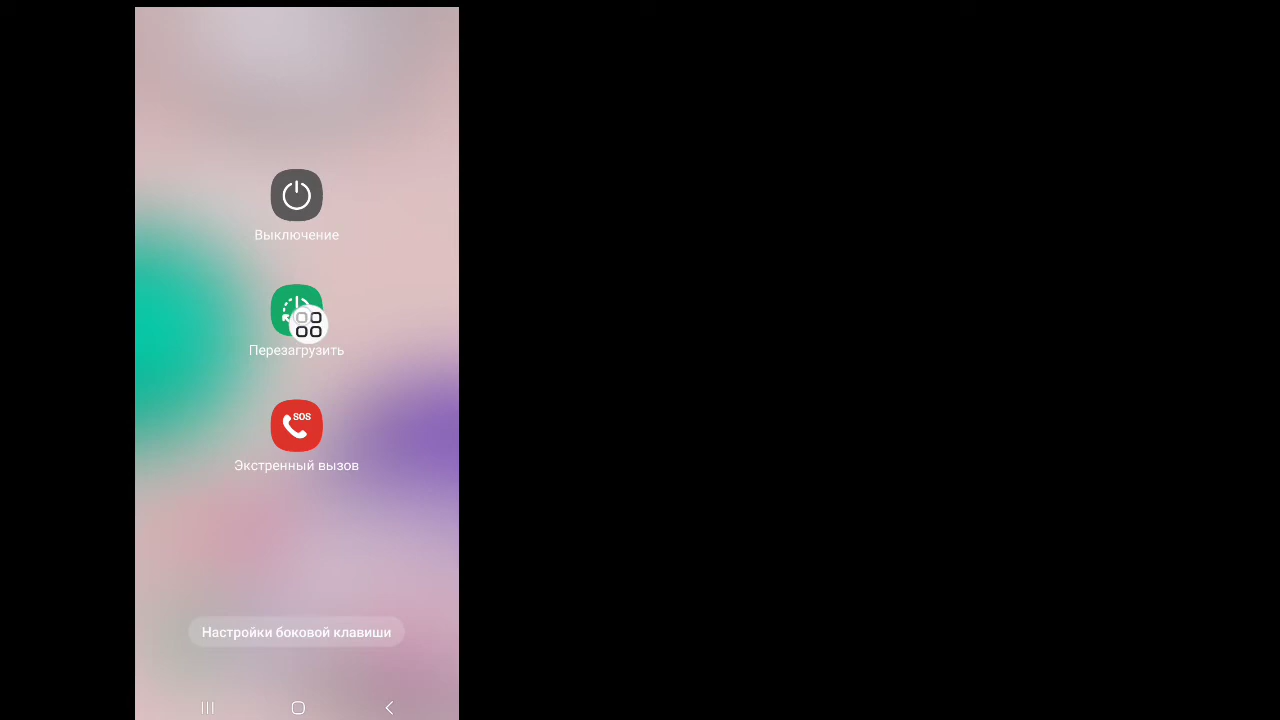 Выключение
Перезагрузить
SOS
Экстренный вызов
Настройки боковой клавиши